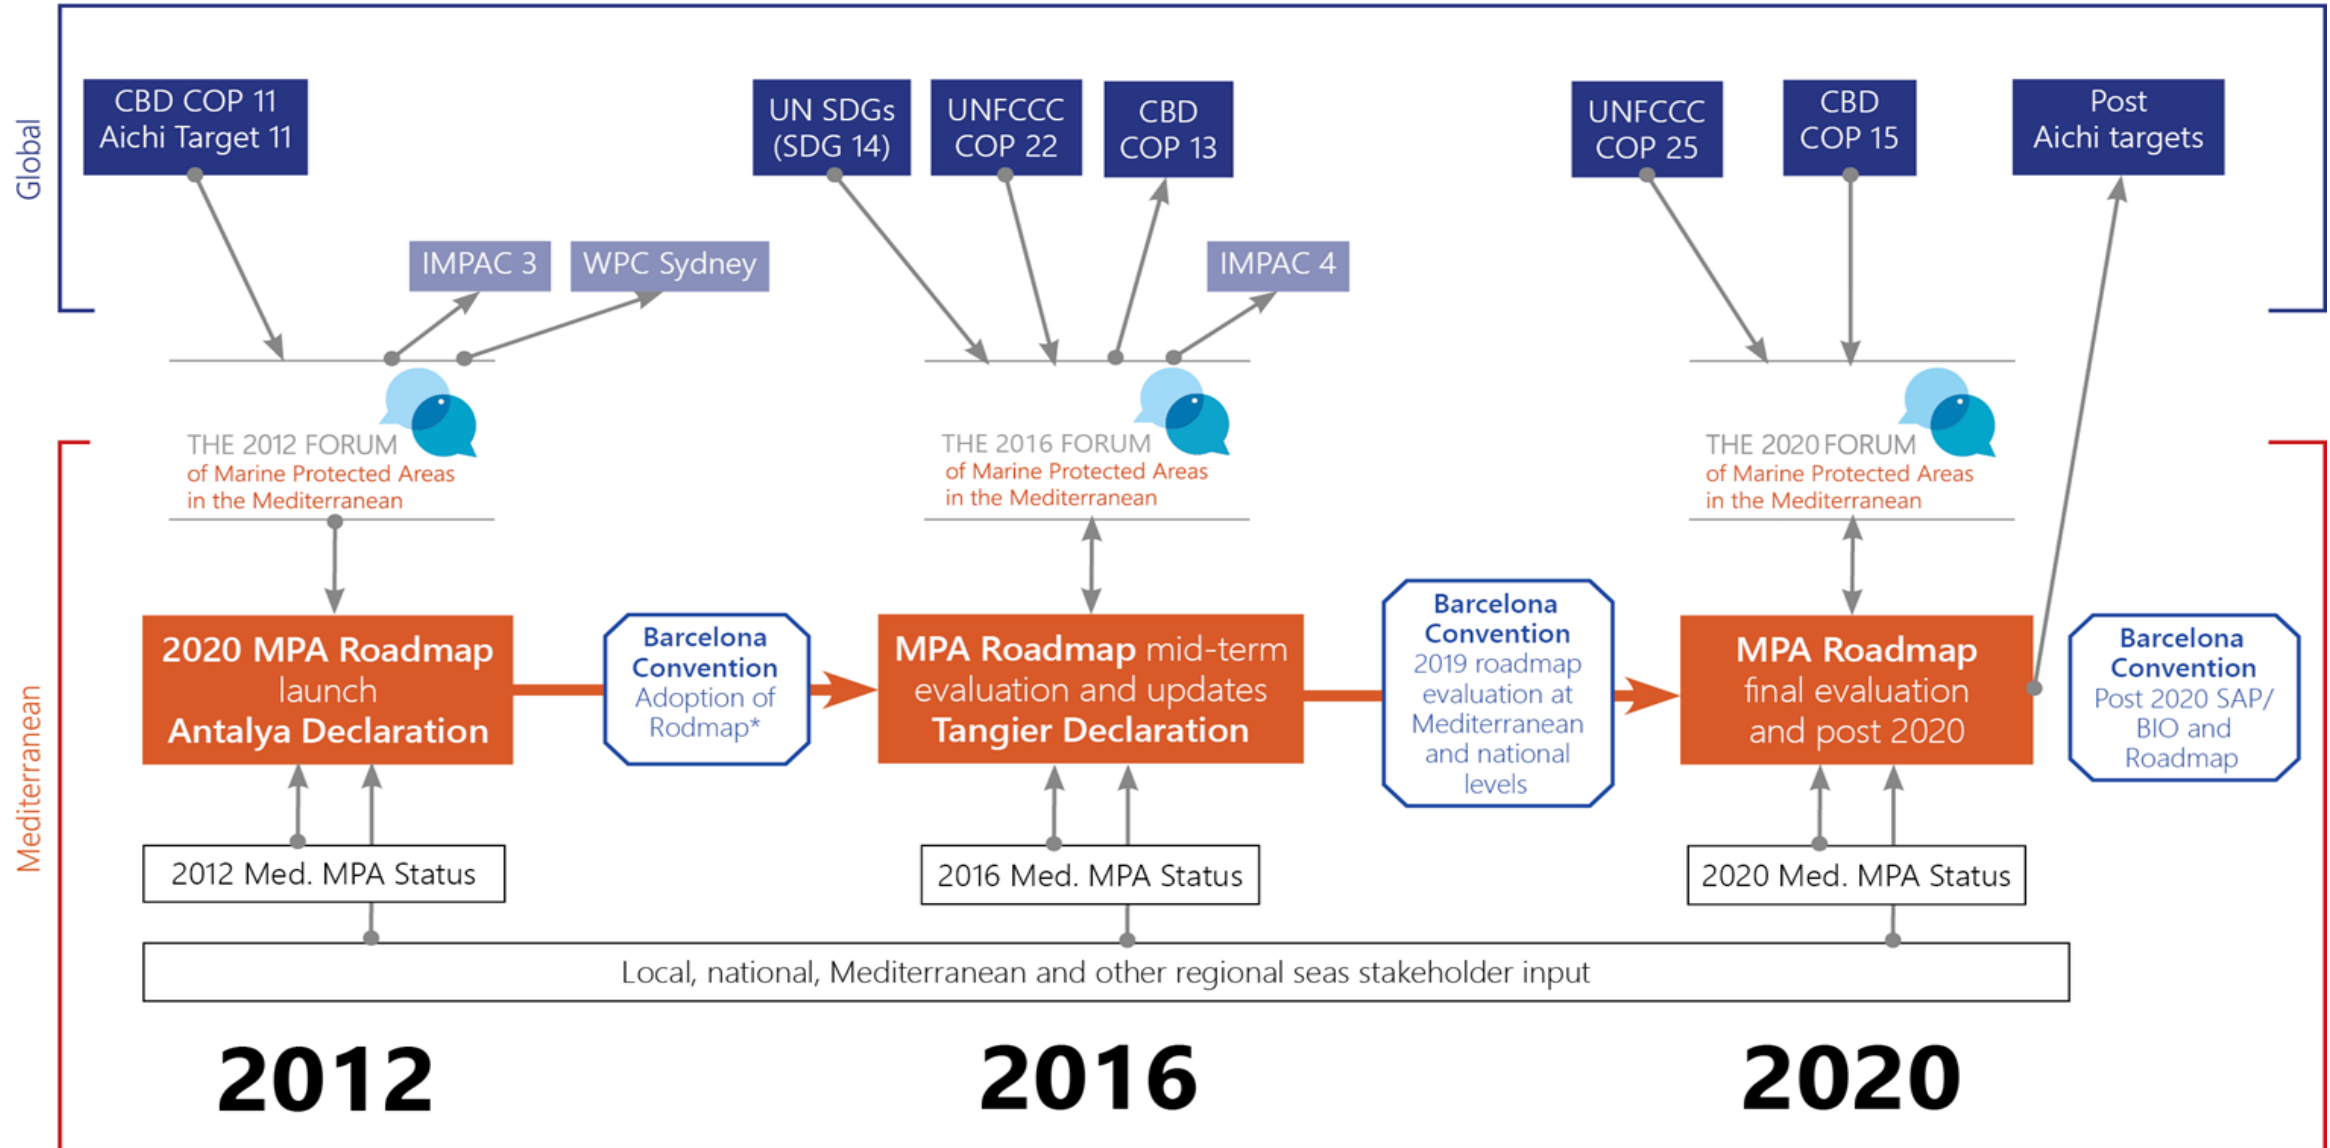 Global
CBD COP 11
Aichi Target 11
UN SDGs
(SDG 14)
UNFCCC
COP 22
CBD
COP 13
UNFCCC
COP 25
CBD
COP 15
Post
Aichi targets
IMPAC 3
WPC Sydney
IMPAC 4
THE 2012 FORUM
of Marine Protected Areas
in the Mediterranean
THE 2016 FORUM
of Marine Protected Areas
in the Mediterranean
THE 2020 FORUM
of Marine Protected Areas
in the Mediterranean
Mediterranean
2020 MPA Roadmap
launch
Antalya Declaration
Barcelona
Convention
Adoption of
Rodmap*
MPA Roadmap mid-term
evaluation and updates
Tangier Declaration
Barcelona
Convention
2019 roadmap
evaluation at
Mediterranean
and national
levels
MPA Roadmap
final evaluation
and post 2020
Barcelona
Convention
Post 2020 SAP/
BIO and
Roadmap
2012 Med. MPA Status
2016 Med. MPA Status
2020 Med. MPA Status
Local, national, Mediterranean and other regional seas stakeholder input
2012
2016
2020